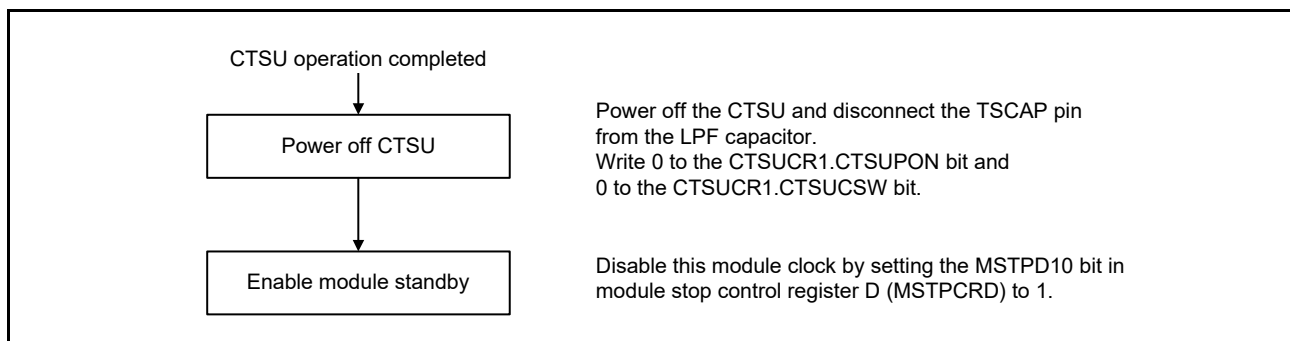 CTSU operation completed
Power off CTSU
Power off the CTSU and disconnect the TSCAP pin
from the LPF capacitor.
Write 0 to the CTSUCR1.CTSUPON bit and
0 to the CTSUCR1.CTSUCSW bit.
Enable module standby
Disable this module clock by setting the MSTPD10 bit in
module stop control register D (MSTPCRD) to 1.